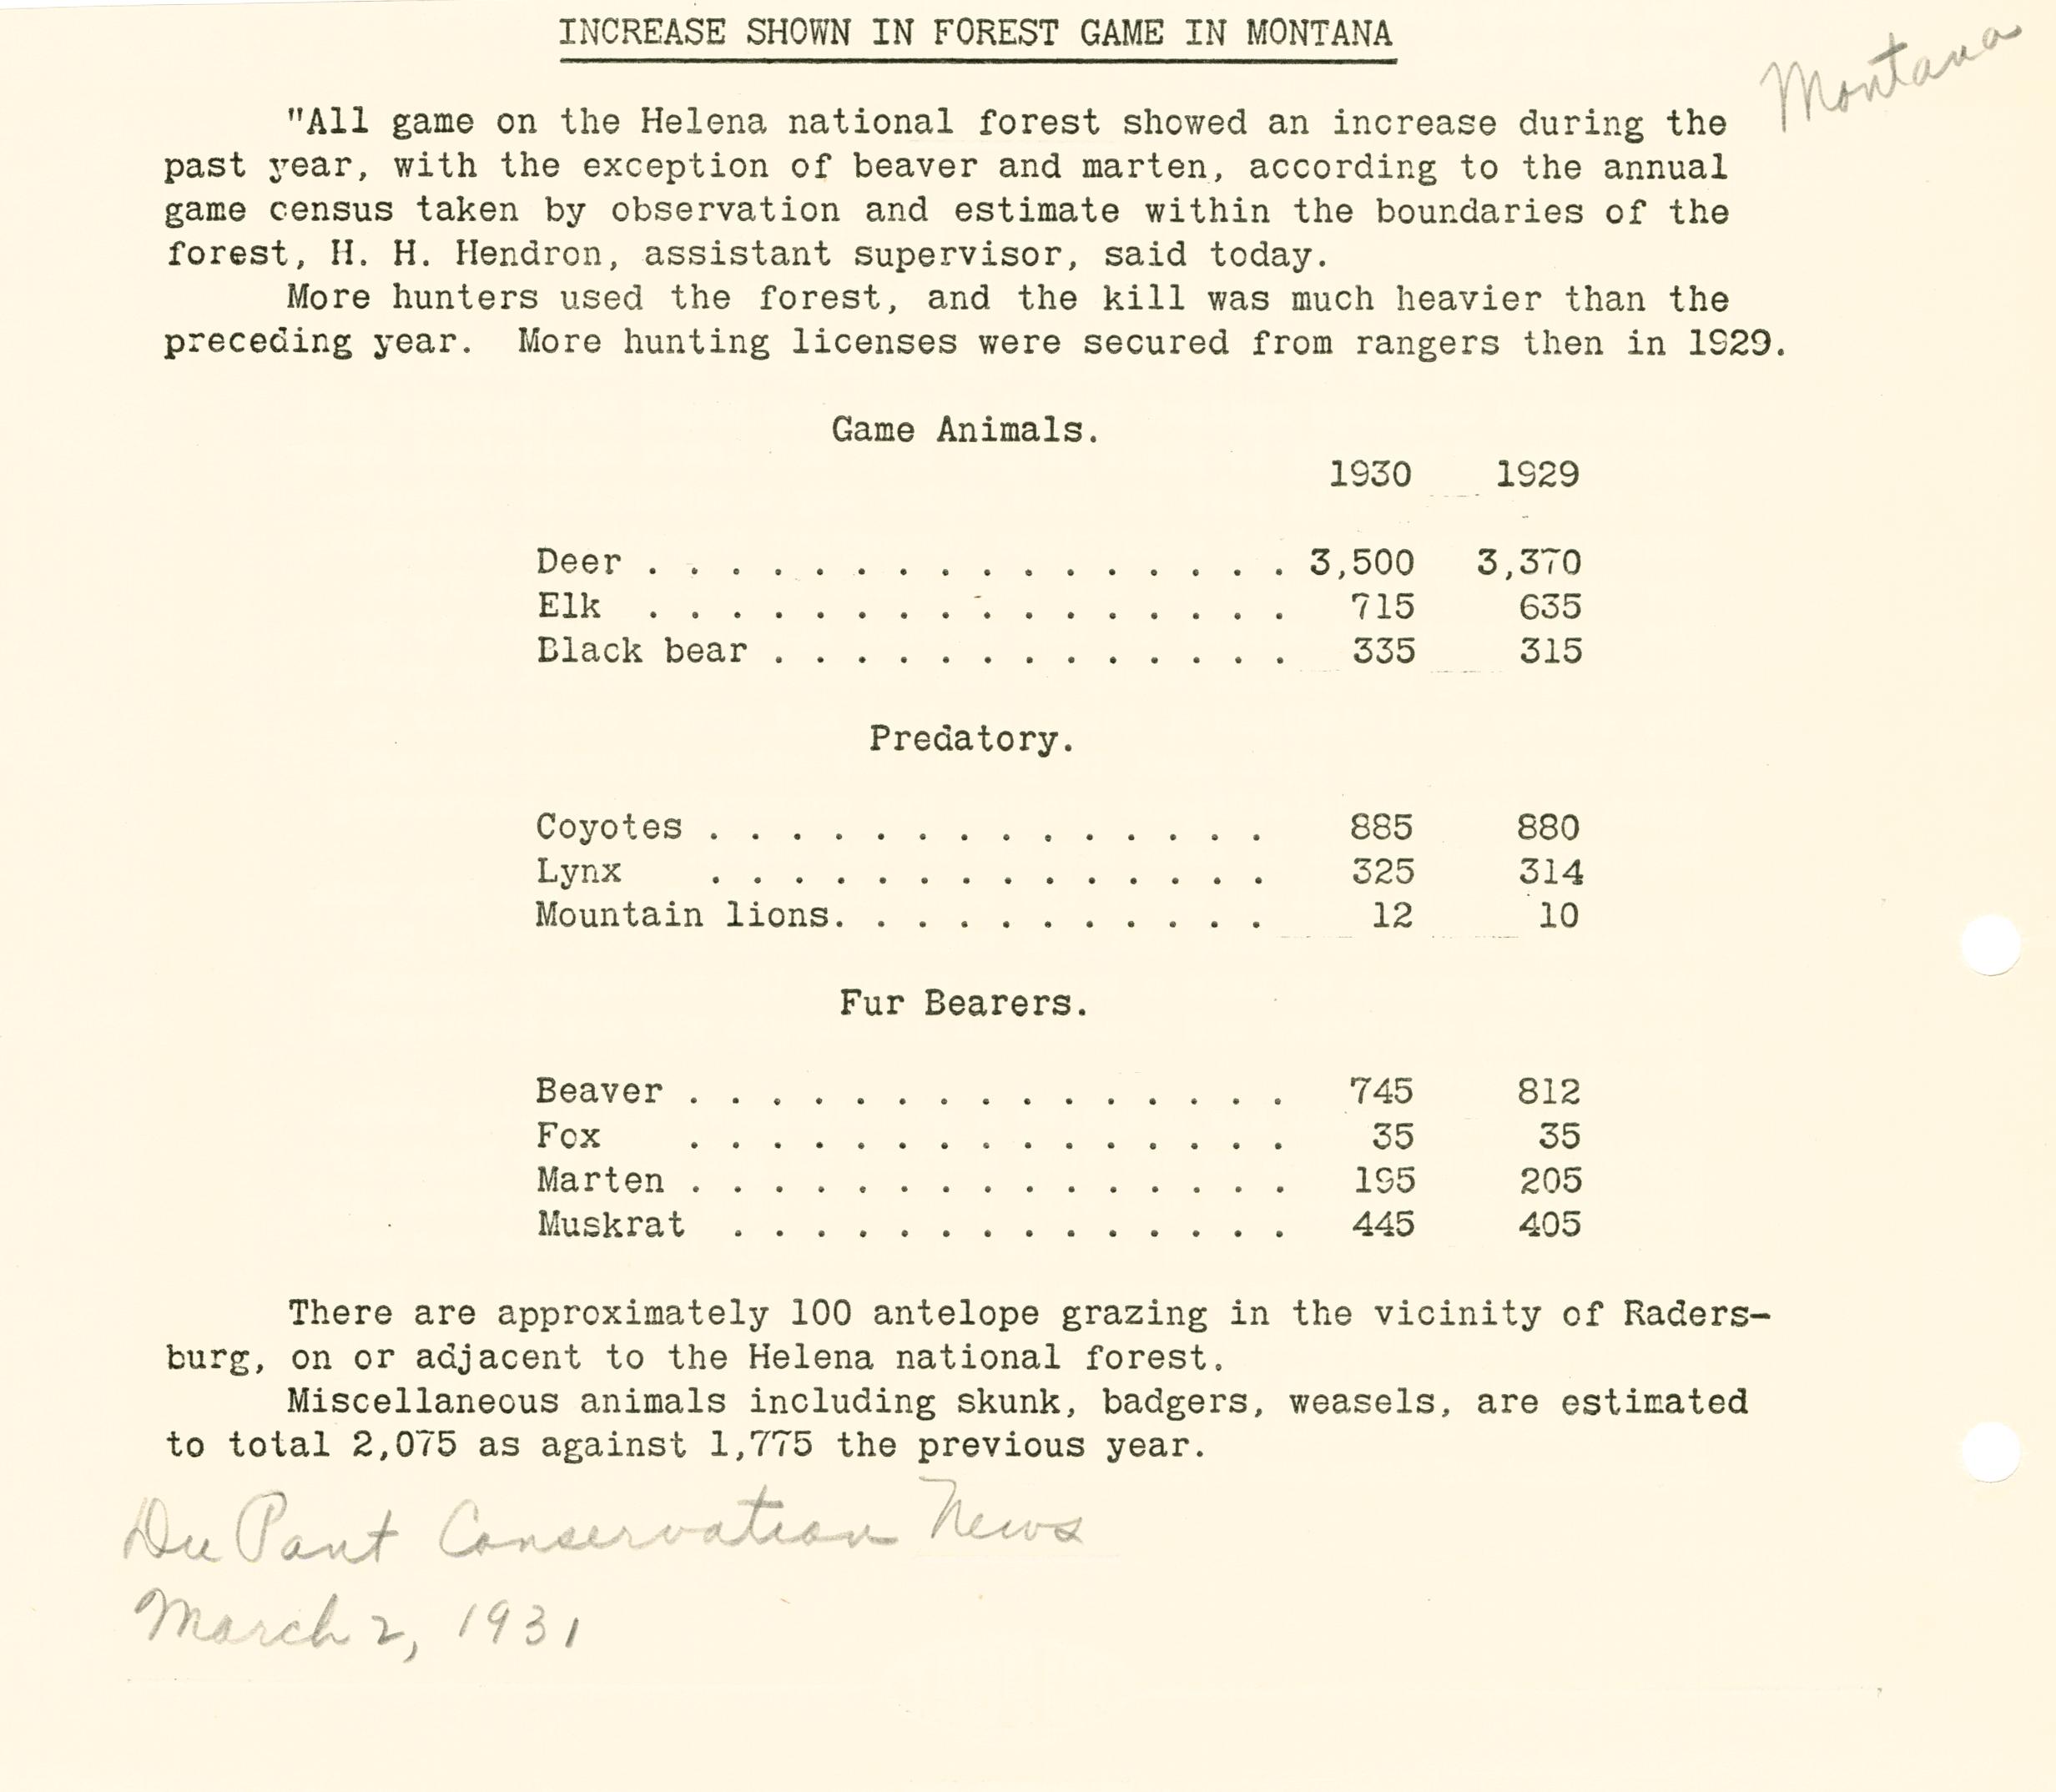 INCREASE SHOWN IN FOREST GAME IN MONTANA
Montana
"All game on the Helena national forest showed an increase during the
past year, with the exception of beaver and marten, according to the annual
game census taken by observation and estimate within the boundaries of the
forest, H. H. Hendron, assistant supervisor, said today.
More hunters used the forest, and the kill was much heavier than the
preceding year. More hunting licenses were secured from rangers then in 1929.
Game Animals.
1930 1929
Deer . . . . . . . . . . . . . . . . 3,500 3,370
Elk . . . . . . . . . . . . . . . . 715 635
Black bear . . . . . . . . . . . . . 335 315
Predatory.
Coyotes . . . . . . . . . . . . . . 885 880
Lynx . . . . . . . . . . . . . . 325 314
Mountain lions. . . . . . . . . . . 12 10
Fur Bearers.
Beaver . . . . . . . . . . . . . . . 745 812
Fox . . . . . . . . . . . . . . . 35 35
Marten . . . . . . . . . . . . . . . 195 205
Muskrat . . . . . . . . . . . . . . 445 405
There are approximately 100 antelope grazing in the vicinity of Raders-
burg, on or adjacent to the Helena national forest.
Miscellaneous animals including skunk, badgers, weasels, are estimated
to total 2,075 as against 1,775 the previous year.
Du Pont Conservation News
March 2, 1931